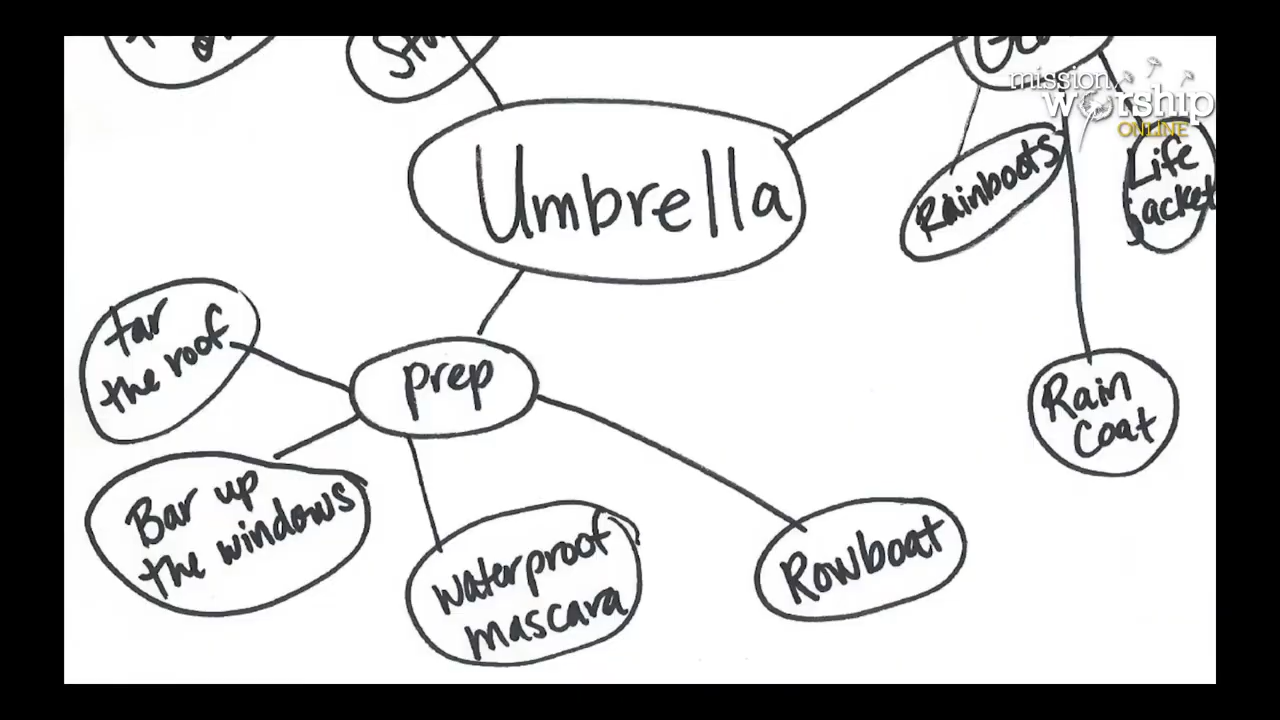 mission
worship
ONLINE
Umbrella
Rainboots
Life
jacket
tar
the roof
prep
Rain
Coat
Bar up
the windows
waterproof
mascara
Rowboat